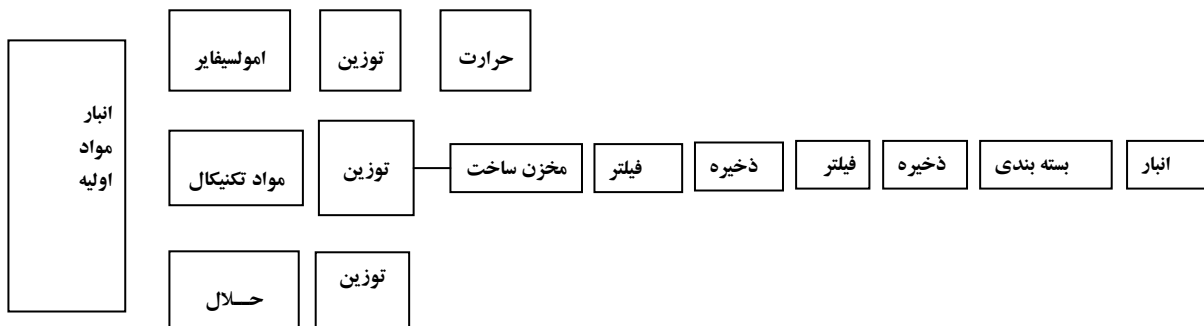 انبار
مواد
اولیه
امولسیفایر
توزین
حرارت
مواد تکنیکال
توزین
مخزن ساخت
فیلتر
ذخیره
فیلتر
ذخیره
بسته بندی
انبار
حــلال
توزین